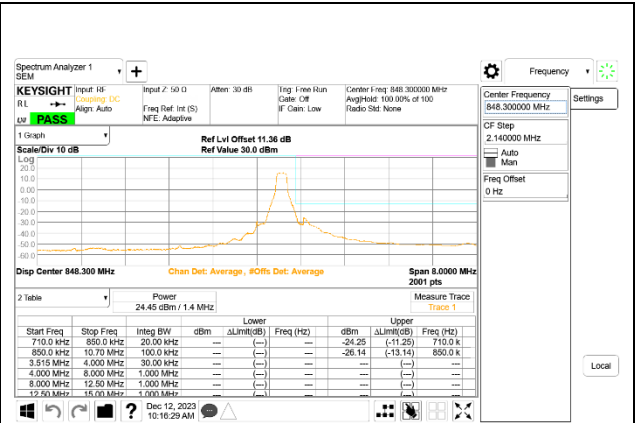 Spectrum Analyzer 1
SEM
Frequency
KEYSIGHT Input: RF Input Z: 50 Ω Atten: 30 dB Trig: Free Run Center Freq: 848.300000 MHz
R L Coupling: DC Gate: Off Avg|Hold: 100.00% of 100
Align: Auto Freq Ref: Int (S) IF Gain: Low Radio Std: None
LW PASS NFE: Adaptive
Center Frequency
848.300000 MHz
Settings
CF Step
2.140000 MHz
Auto
Man
Freq Offset
0 Hz
Local
1 Graph
Ref Lvl Offset 11.36 dB
Scale/Div 10 dB Ref Value 30.0 dBm
Log
20.0
10.0
0.00
-10.0
-20.0
-30.0
-40.0
-50.0
-60.0
Disp Center 848.300 MHz Chan Det: Average, #Offs Det: Average Span 8.0000 MHz
2001 pts
2 Table Power Measure Trace
24.45 dBm / 1.4 MHz Trace 1
Lower Upper
Start Freq Stop Freq Integ BW dBm ΔLimit(dB) Freq (Hz) dBm ΔLimit(dB) Freq (Hz)
710.0 kHz 850.0 kHz 20.00 kHz --- (---) --- -24.25 (-11.25) 710.0 k
850.0 kHz 10.70 MHz 100.0 kHz --- (---) --- -26.14 (-13.14) 850.0 k
3.515 MHz 4.000 MHz 30.00 kHz --- (---) --- --- (---) ---
4.000 MHz 8.000 MHz 1.000 MHz --- (---) --- --- (---) ---
8.000 MHz 12.50 MHz 1.000 MHz --- (---) --- --- (---) ---
12.50 MHz 15.00 MHz 1.000 MHz --- (---) --- --- (---) ---
? Dec 12, 2023
10:16:29 AM